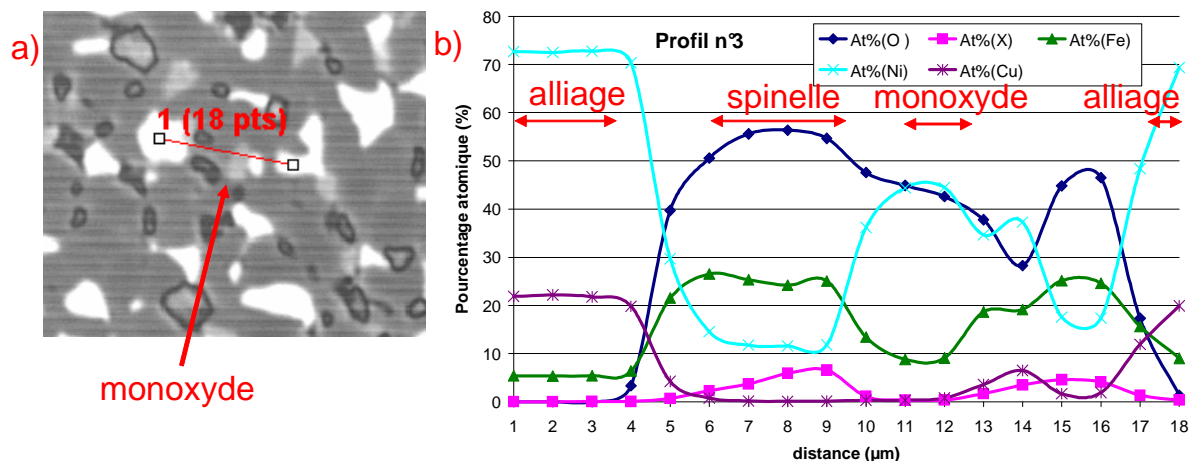 a)
1 (18 pts)
monoxyde
b)
Profil n°3
At%(O )
At%(X)
At%(Fe)
At%(Ni)
At%(Cu)
alliage
spinelle
monoxyde
alliage
Pourcentage atomique (%)
80
70
60
50
40
30
20
10
0
1 2 3 4 5 6 7 8 9 10 11 12 13 14 15 16 17 18
distance (µm)